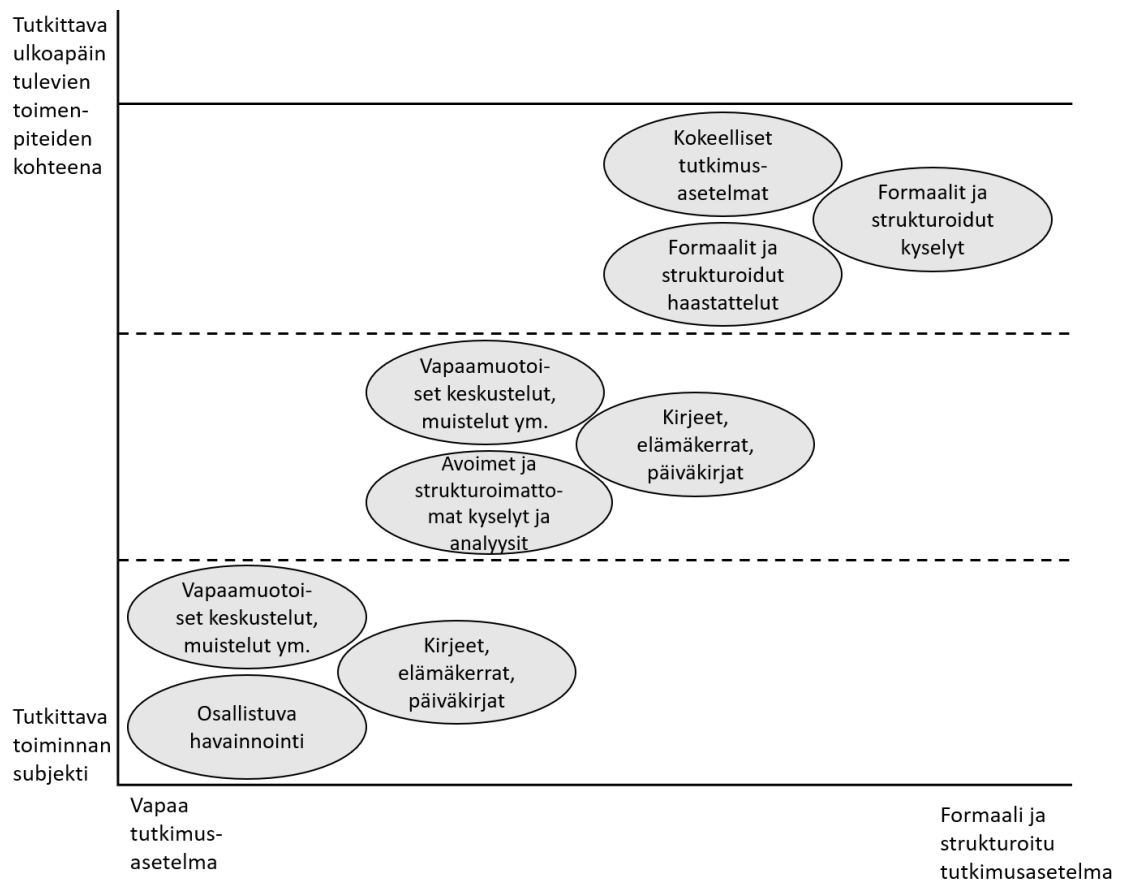 Tutkittava
ulkoapäin
tulevien
toimen-
piteiden
kohteena
Kokeelliset
tutkimus-
asetelmat
Formaalit ja
strukturoidut
kyselyt
Formaalit ja
strukturoidut
haastattelut
Vapaamuotoi-
set keskustelut,
muistelut ym.
Kirjeet,
elämäkerrat,
päiväkirjat
Avoimet ja
strukturoimatto-
mat kyselyt ja
analyysit
Vapaamuotoi-
set keskustelut,
muistelut ym.
Kirjeet,
elämäkerrat,
päiväkirjat
Osallistuva
havainnointi
Tutkittava
toiminnan
subjekti
Vapaa
tutkimus-
asetelma
Formaali ja
strukturoitu
tutkimusasetelma